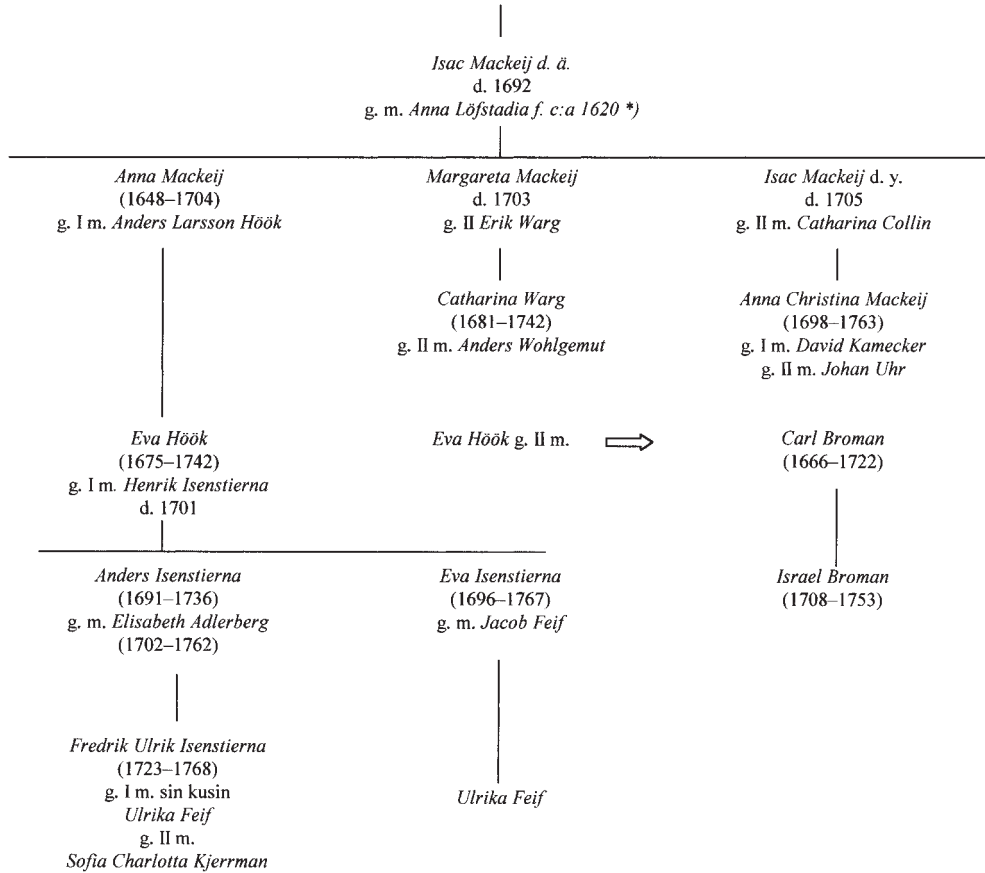 Isac Mackeij d. ä.
d. 1692
g. m. Anna Löfstadia f. c:a 1620 *)
Anna Mackeij
(1648–1704)
g. I m. Anders Larsson Höök
Margareta Mackeij
d. 1703
g. II Erik Warg
Isac Mackeij d. y.
d. 1705
g. II m. Catharina Collin
Catharina Warg
(1681–1742)
g. II m. Anders Wohlgemut
Anna Christina Mackeij
(1698–1763)
g. I m. David Kamecker
g. II m. Johan Uhr
Eva Höök
(1675–1742)
g. I m. Henrik Isenstierna
d. 1701
Eva Höök g. II m.
Carl Broman
(1666–1722)
Anders Isenstierna
(1691–1736)
g. m. Elisabeth Adlerberg
(1702–1762)
Eva Isenstierna
(1696–1767)
g. m. Jacob Feif
Israel Broman
(1708–1753)
Fredrik Ulrik Isenstierna
(1723–1768)
g. I m. sin kusin
Ulrika Feif
g. II m.
Sofia Charlotta Kjerrman
Ulrika Feif